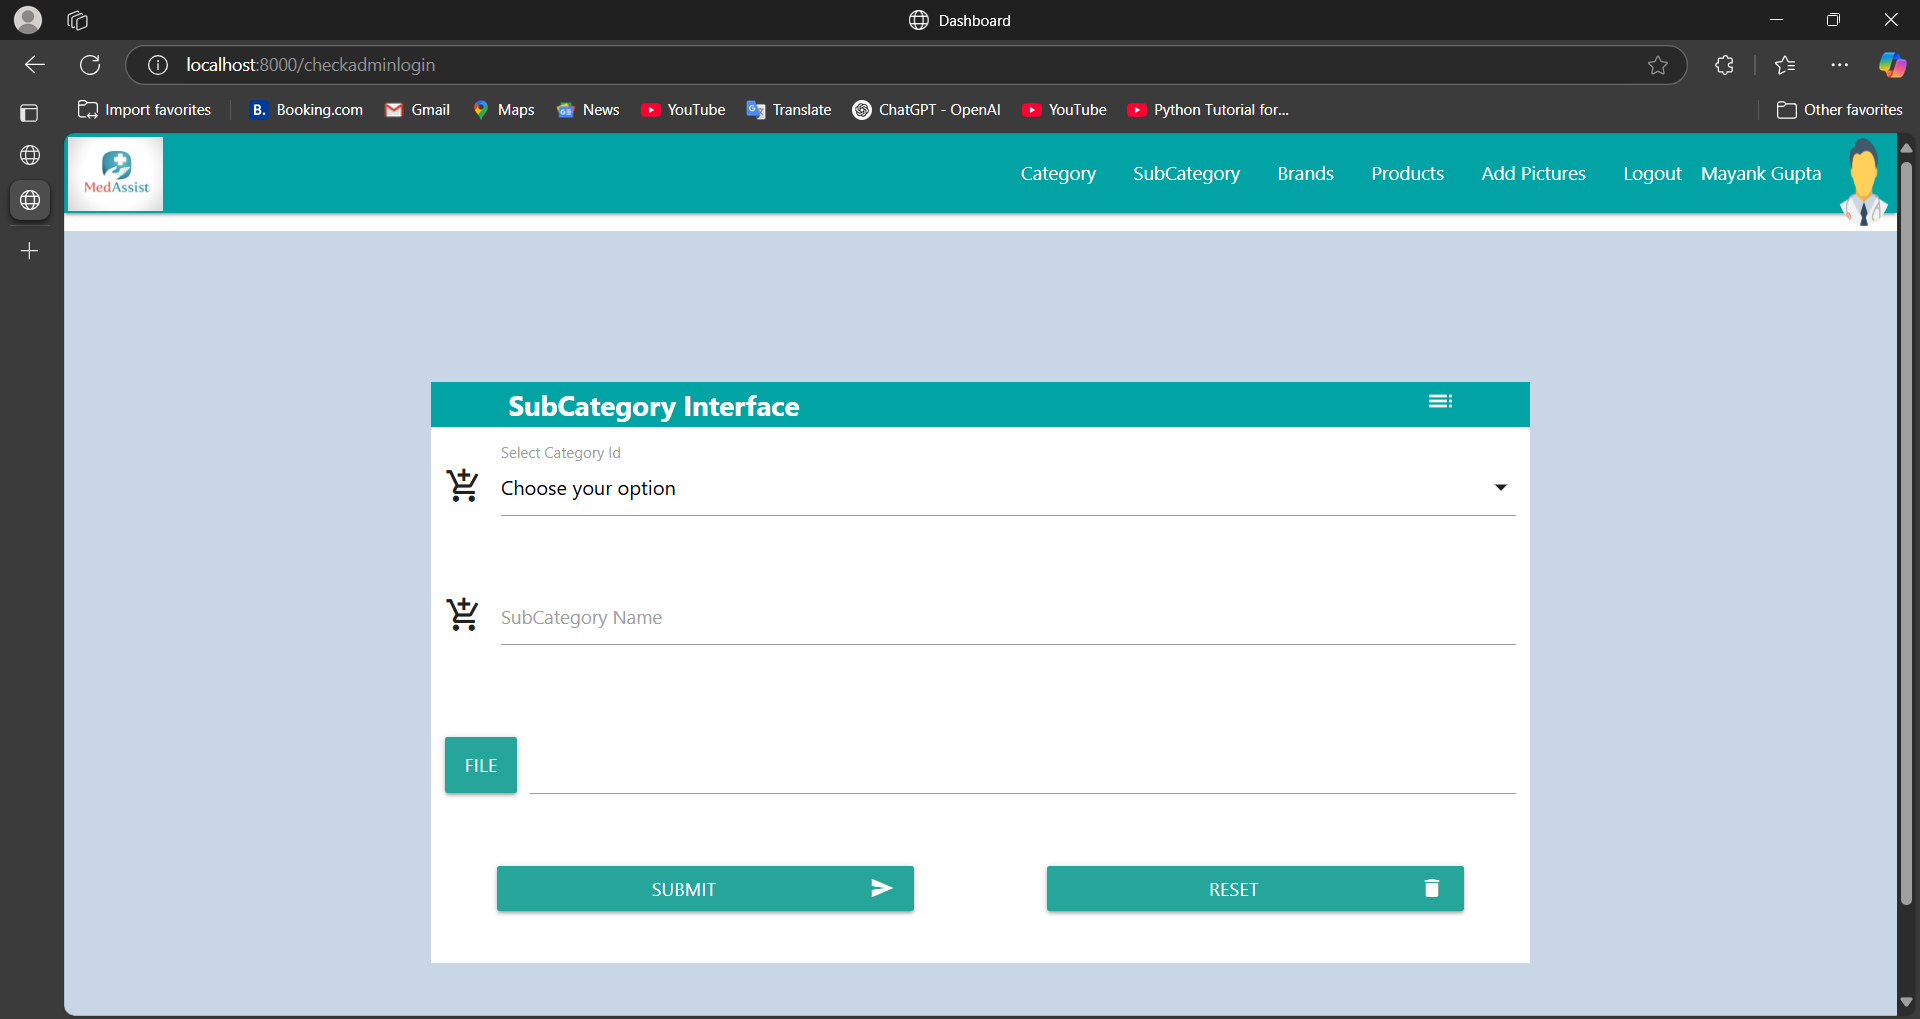 Dashboard
localhost:8000/checkadminlogin
Import favorites B. Booking.com Gmail Maps News YouTube Translate ChatGPT - OpenAI YouTube Python Tutorial for... Other favorites
MedAssist
Category SubCategory Brands Products Add Pictures Logout Mayank Gupta
SubCategory Interface
Select Category Id
Choose your option
SubCategory Name
FILE
SUBMIT RESET